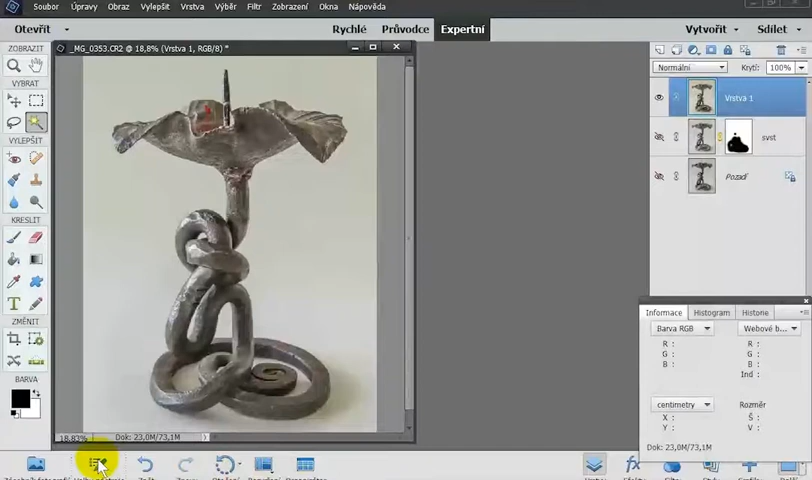 Soubor Úpravy Obraz Vylepšit Vrstva Výběr Filtr Zobrazení Okna Nápověda
Otevřít Rychlé Průvodce Expertní Vytvořit Sdílet
ZOBRAZIT
_MG_0353.CR2 @ 18,8% (Vrstva 1, RGB/8) *
Normální Krytí: 100%
VYBRAT
Vrstva 1
VYLEPŠIT
svst
Pozadí
KRESLIT
T
ZMĚNIT
Informace Histogram Historie
Barva RGB Webové b...
R : R :
G : G :
B : B :
Ind :
BARVA
centimetry Rozměr
X : Š :
Y : V :
Dok: 23,0M/73,1M
18,83% Dok: 23,0M/73,1M